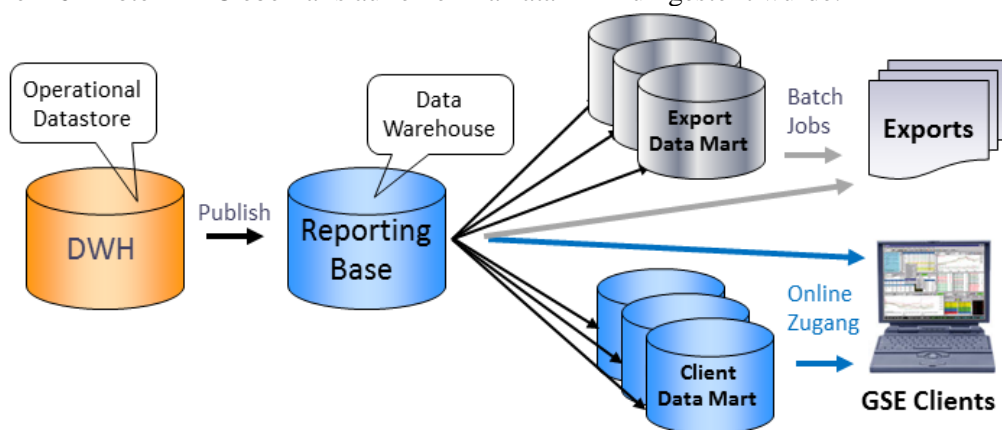 Operational
Datastore
DWH
Publish
Data
Warehouse
Reporting
Base
Export
Data Mart
Batch
Jobs
Exports
Client
Data Mart
Online
Zugang
GSE Clients